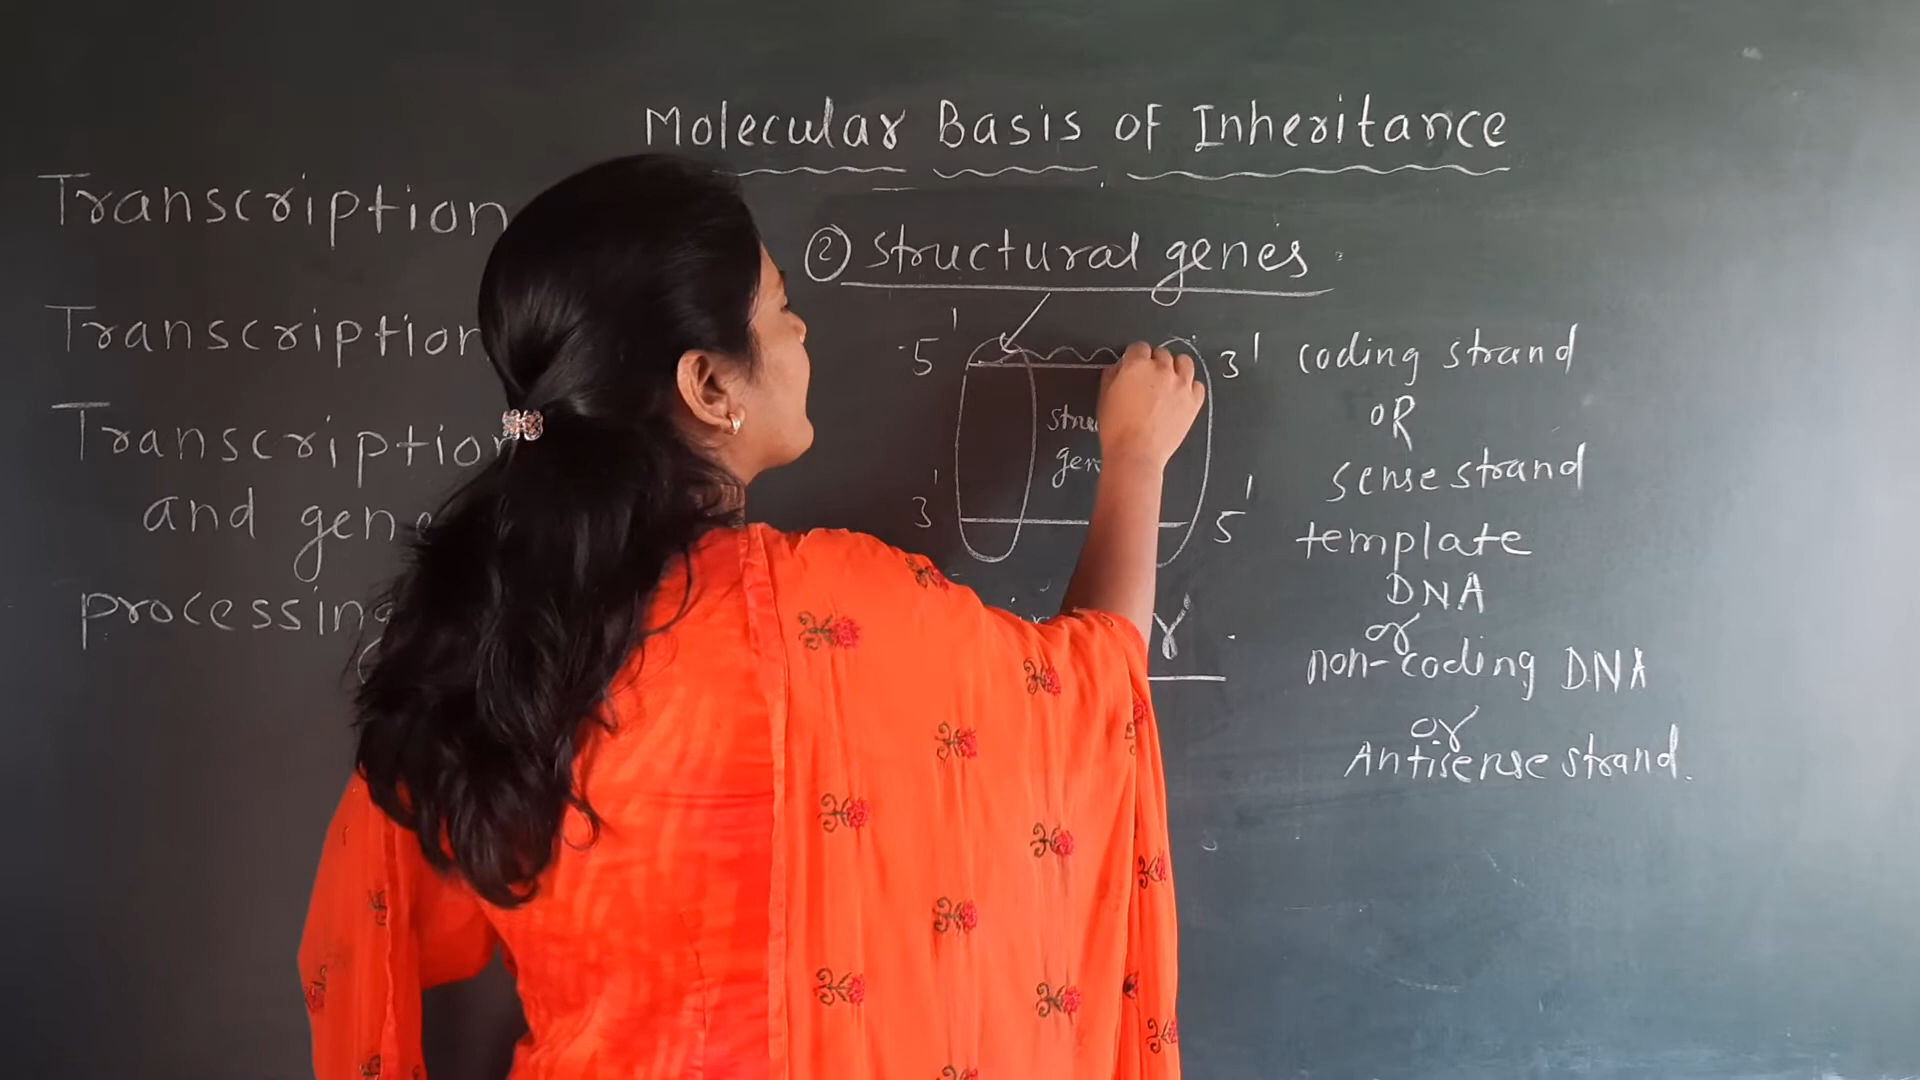 Molecular Basis of Inheritance
Transcription
Transcription
Transcription
and gene
processing
② structural genes
5'
3'
3'
5'
coding strand
OR
sense strand
template
DNA
or
non-coding DNA
or
Antisense strand.